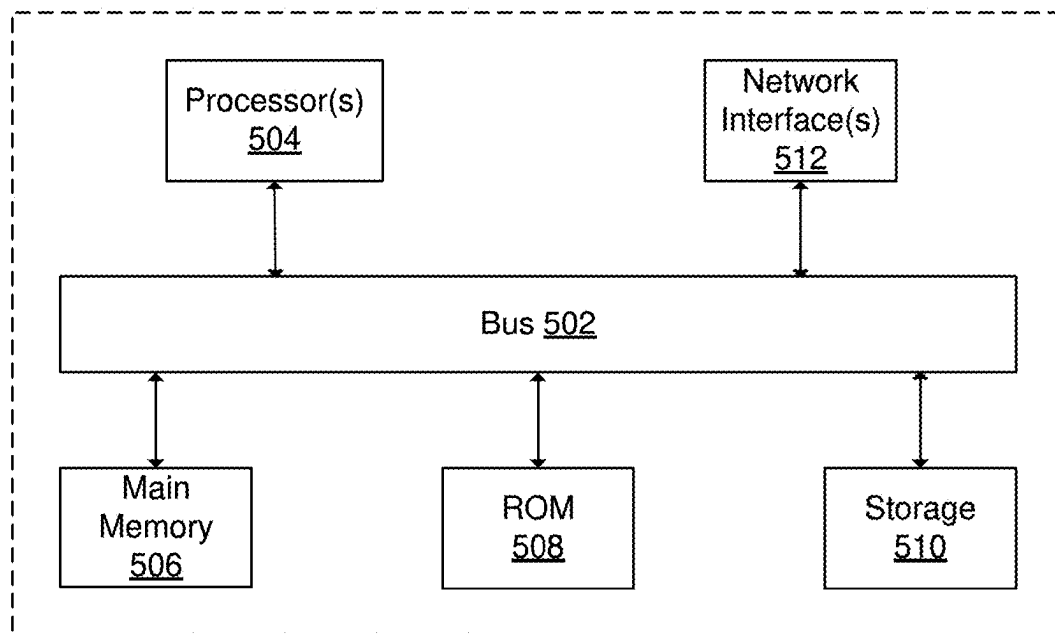 Processor(s)
504
Network
Interface(s)
512
Bus 502
Main
Memory
506
ROM
508
Storage
510